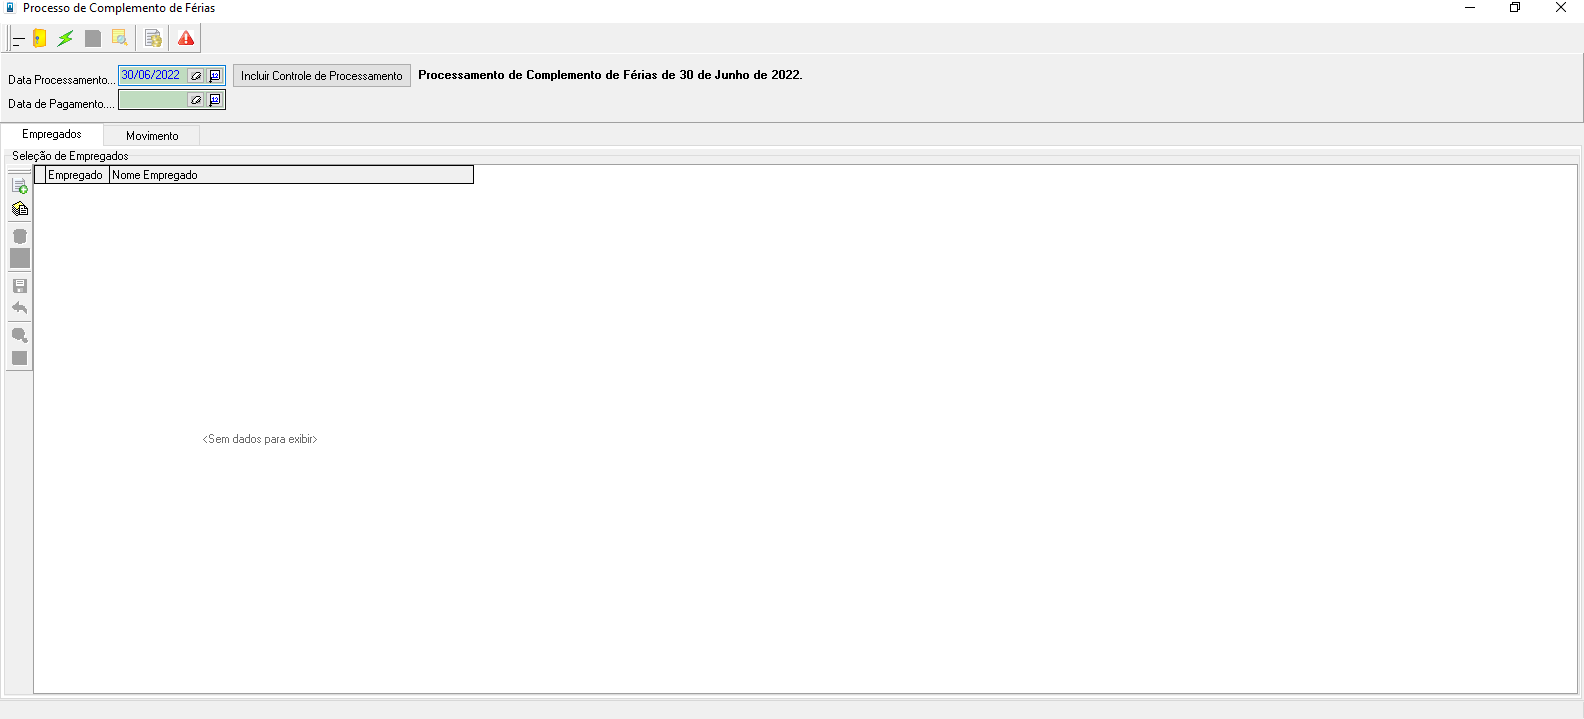 Processo de Complemento de Férias
Data Processamento... 30/06/2022 Incluir Controle de Processamento Processamento de Complemento de Férias de 30 de Junho de 2022.
Data de Pagamento....
Empregados Movimento
Seleção de Empregados
Empregado Nome Empregado
<Sem dados para exibir>